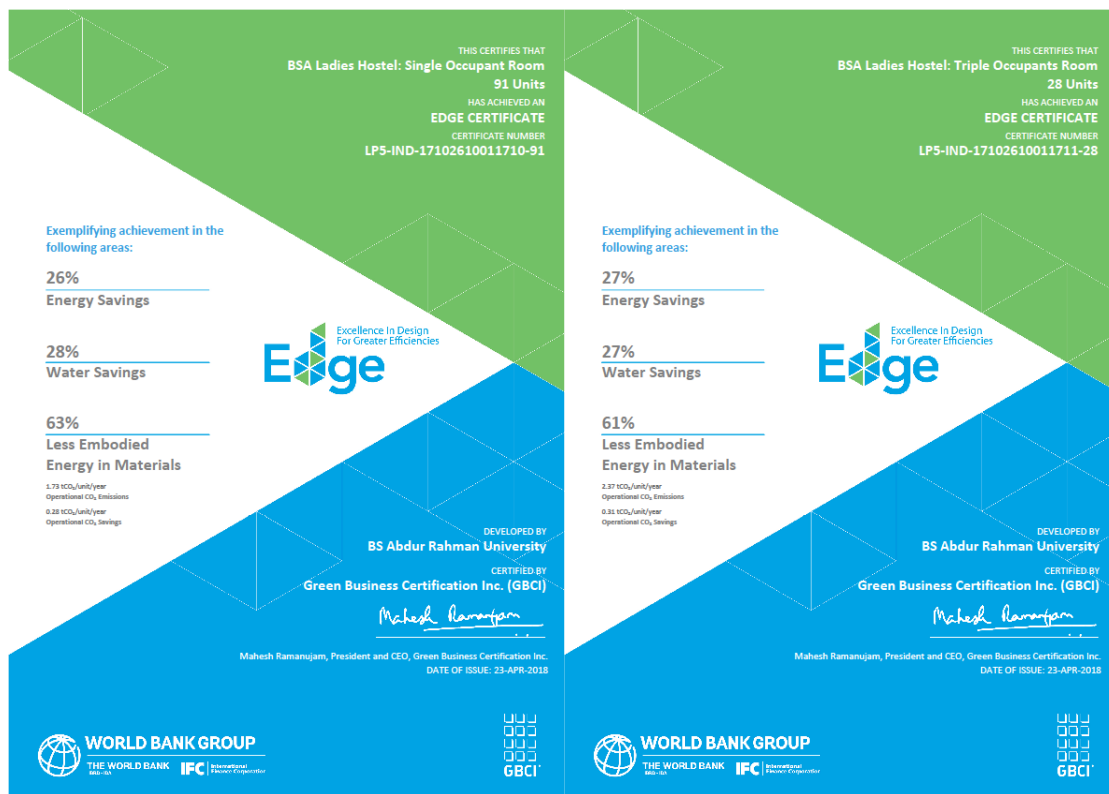 THIS CERTIFIES THAT
BSA Ladies Hostel: Single Occupant Room
91 Units
HAS ACHIEVED AN
EDGE CERTIFICATE
CERTIFICATE NUMBER
LP5-IND-17102610011710-91
Exemplifying achievement in the
following areas:
26%
Energy Savings
28%
Water Savings
63%
Less Embodied
Energy in Materials
1.73 tCO₂/unit/year
Operational CO₂ Emissions
0.28 tCO₂/unit/year
Operational CO₂ Savings
Excellence In Design
For Greater Efficiencies
Edge
DEVELOPED BY
BS Abdur Rahman University
CERTIFIED BY
Green Business Certification Inc. (GBCI)
Mahesh Ramanujam
Mahesh Ramanujam, President and CEO, Green Business Certification Inc.
DATE OF ISSUE: 23-APR-2018
WORLD BANK GROUP
THE WORLD BANK
IBRD • IDA
IFC
International
Finance Corporation
GBCI
THIS CERTIFIES THAT
BSA Ladies Hostel: Triple Occupants Room
28 Units
HAS ACHIEVED AN
EDGE CERTIFICATE
CERTIFICATE NUMBER
LP5-IND-17102610011711-28
Exemplifying achievement in the
following areas:
27%
Energy Savings
27%
Water Savings
61%
Less Embodied
Energy in Materials
2.37 tCO₂/unit/year
Operational CO₂ Emissions
0.31 tCO₂/unit/year
Operational CO₂ Savings
Excellence In Design
For Greater Efficiencies
Edge
DEVELOPED BY
BS Abdur Rahman University
CERTIFIED BY
Green Business Certification Inc. (GBCI)
Mahesh Ramanujam
Mahesh Ramanujam, President and CEO, Green Business Certification Inc.
DATE OF ISSUE: 23-APR-2018
WORLD BANK GROUP
THE WORLD BANK
IBRD • IDA
IFC
International
Finance Corporation
GBCI